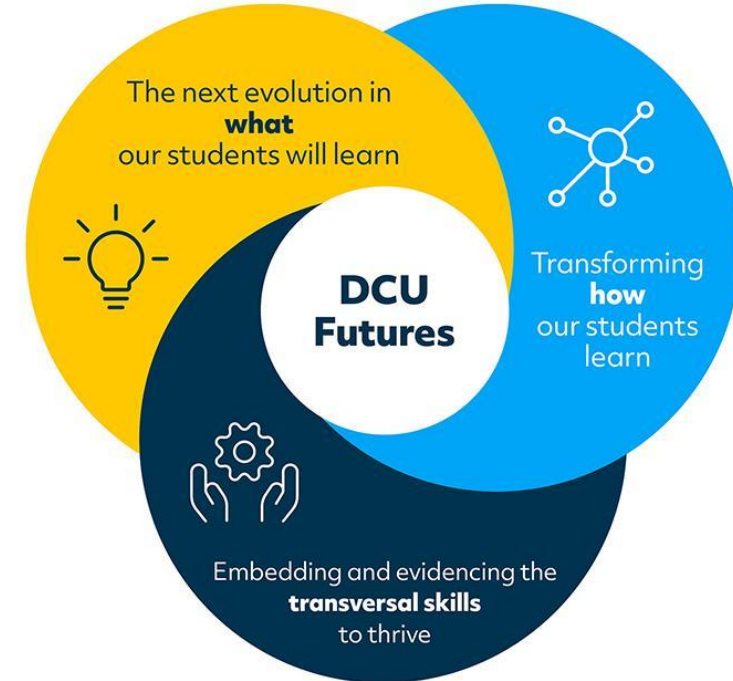 The next evolution in
what
our students will learn
Transforming
how
our students
learn
DCU
Futures
Embedding and evidencing the
transversal skills
to thrive